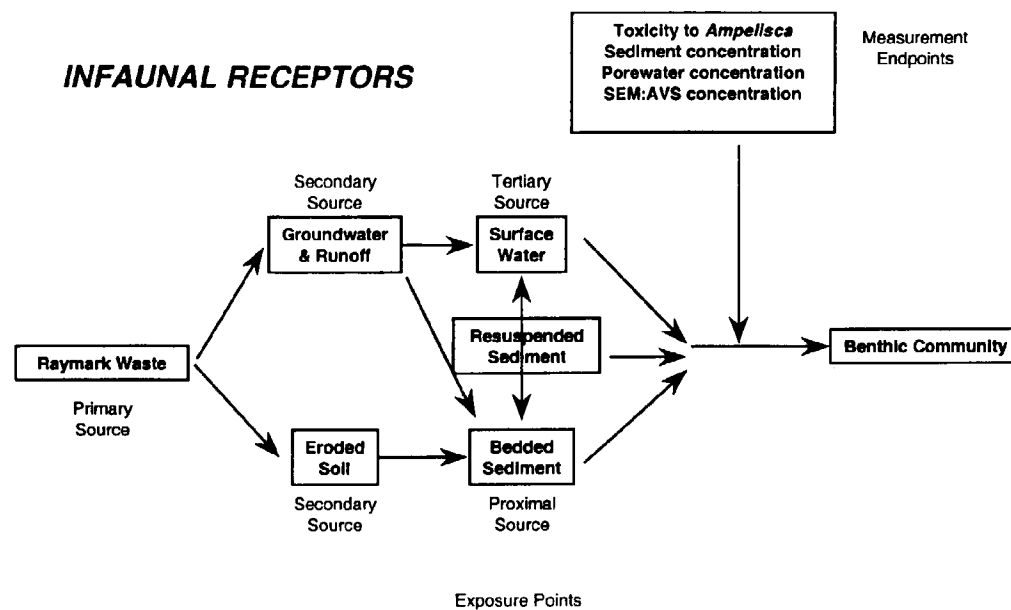 INFAUNAL RECEPTORS
Toxicity to Ampelisca
Sediment concentration
Porewater concentration
SEM:AVS concentration
Measurement
Endpoints
Secondary
Source
Groundwater
& Runoff
Tertiary
Source
Surface
Water
Resuspended
Sediment
Raymark Waste
Primary
Source
Benthic Community
Eroded
Soil
Secondary
Source
Bedded
Sediment
Proximal
Source
Exposure Points